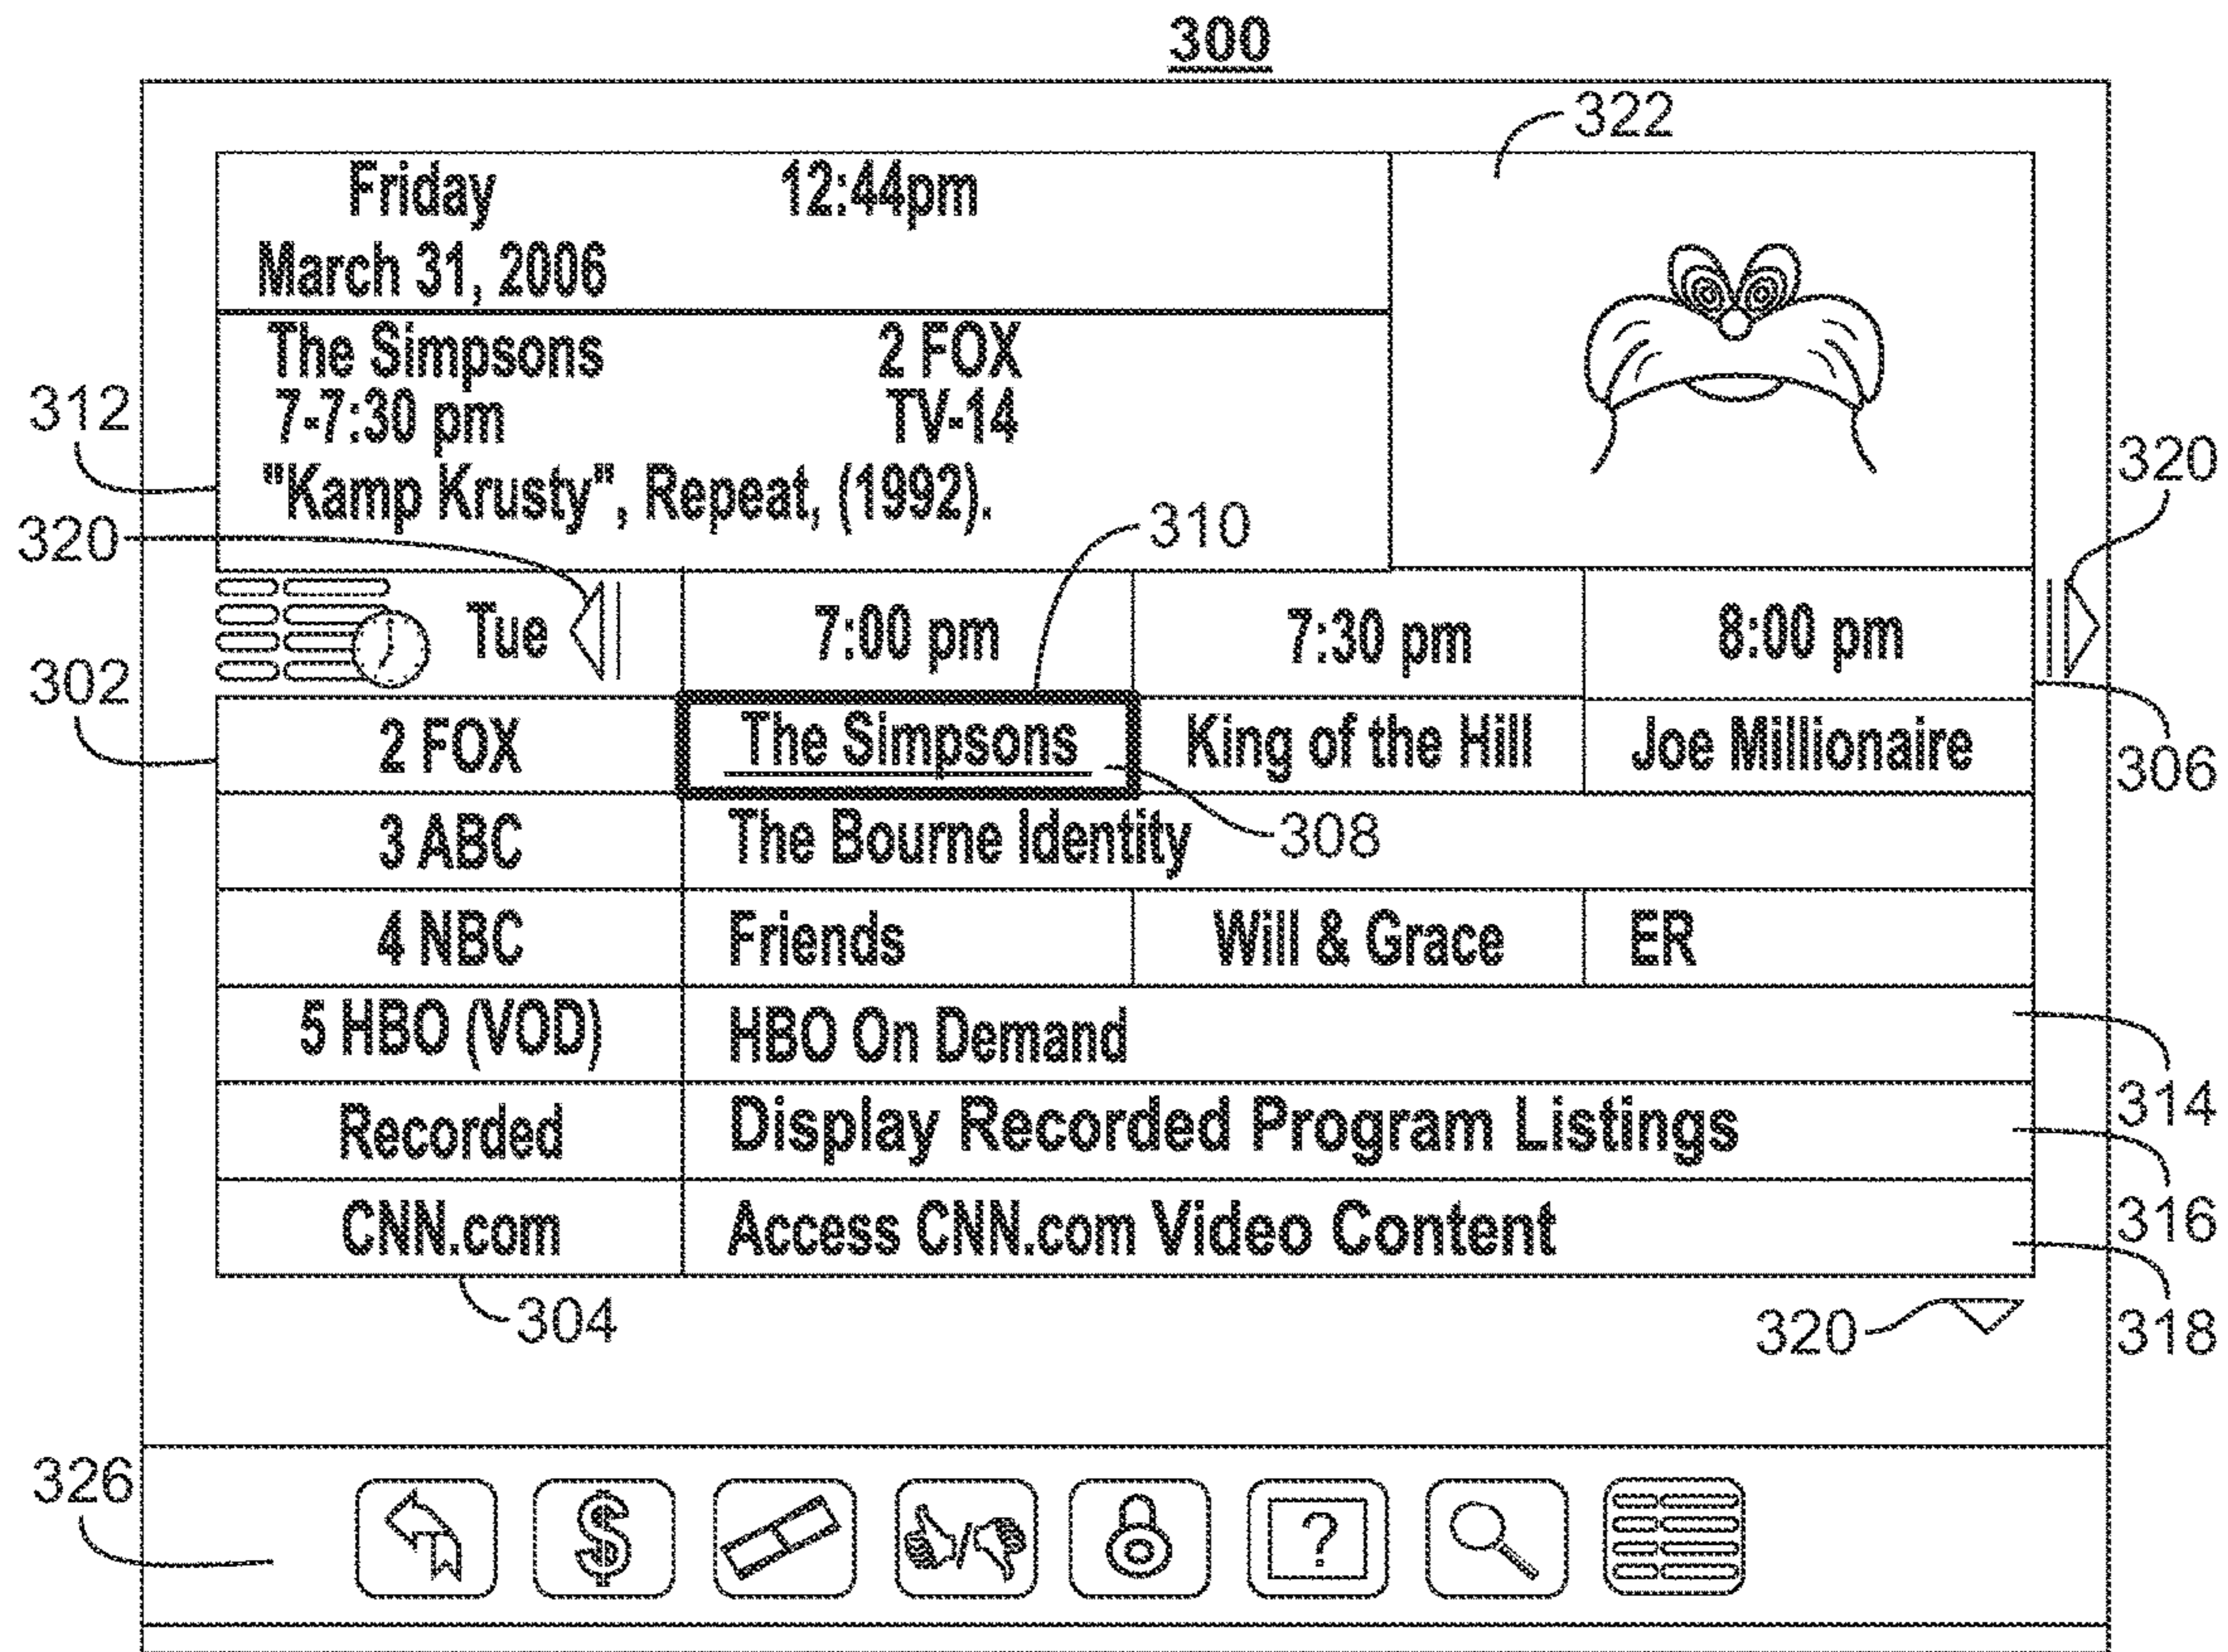 300
322
Friday 12:44pm
March 31, 2006
The Simpsons 2 FOX
7-7:30 pm TV-14
"Kamp Krusty", Repeat, (1992).
312
320
310
320
Tue 7:00 pm 7:30 pm 8:00 pm
302
306
2 FOX The Simpsons King of the Hill Joe Millionaire
308
3 ABC The Bourne Identity
4 NBC Friends Will & Grace ER
5 HBO (VOD) HBO On Demand
314
Recorded Display Recorded Program Listings
316
CNN.com Access CNN.com Video Content
318
304
320
326
$ / ?